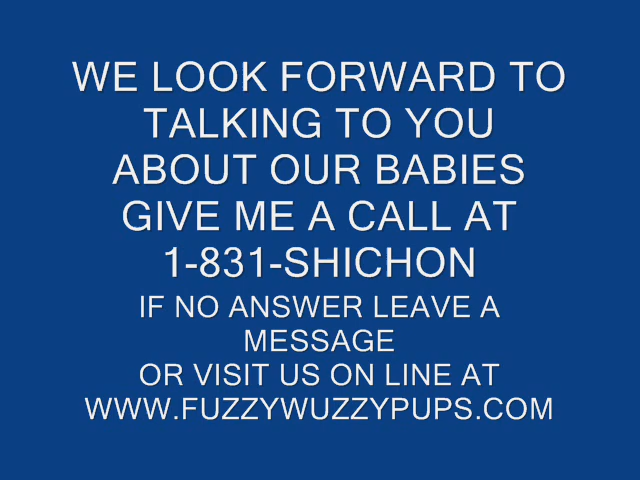 WE LOOK FORWARD TO
TALKING TO YOU
ABOUT OUR BABIES
GIVE ME A CALL AT
1-831-SHICHON
IF NO ANSWER LEAVE A
MESSAGE
OR VISIT US ON LINE AT
WWW.FUZZYWUZZYPUPS.COM